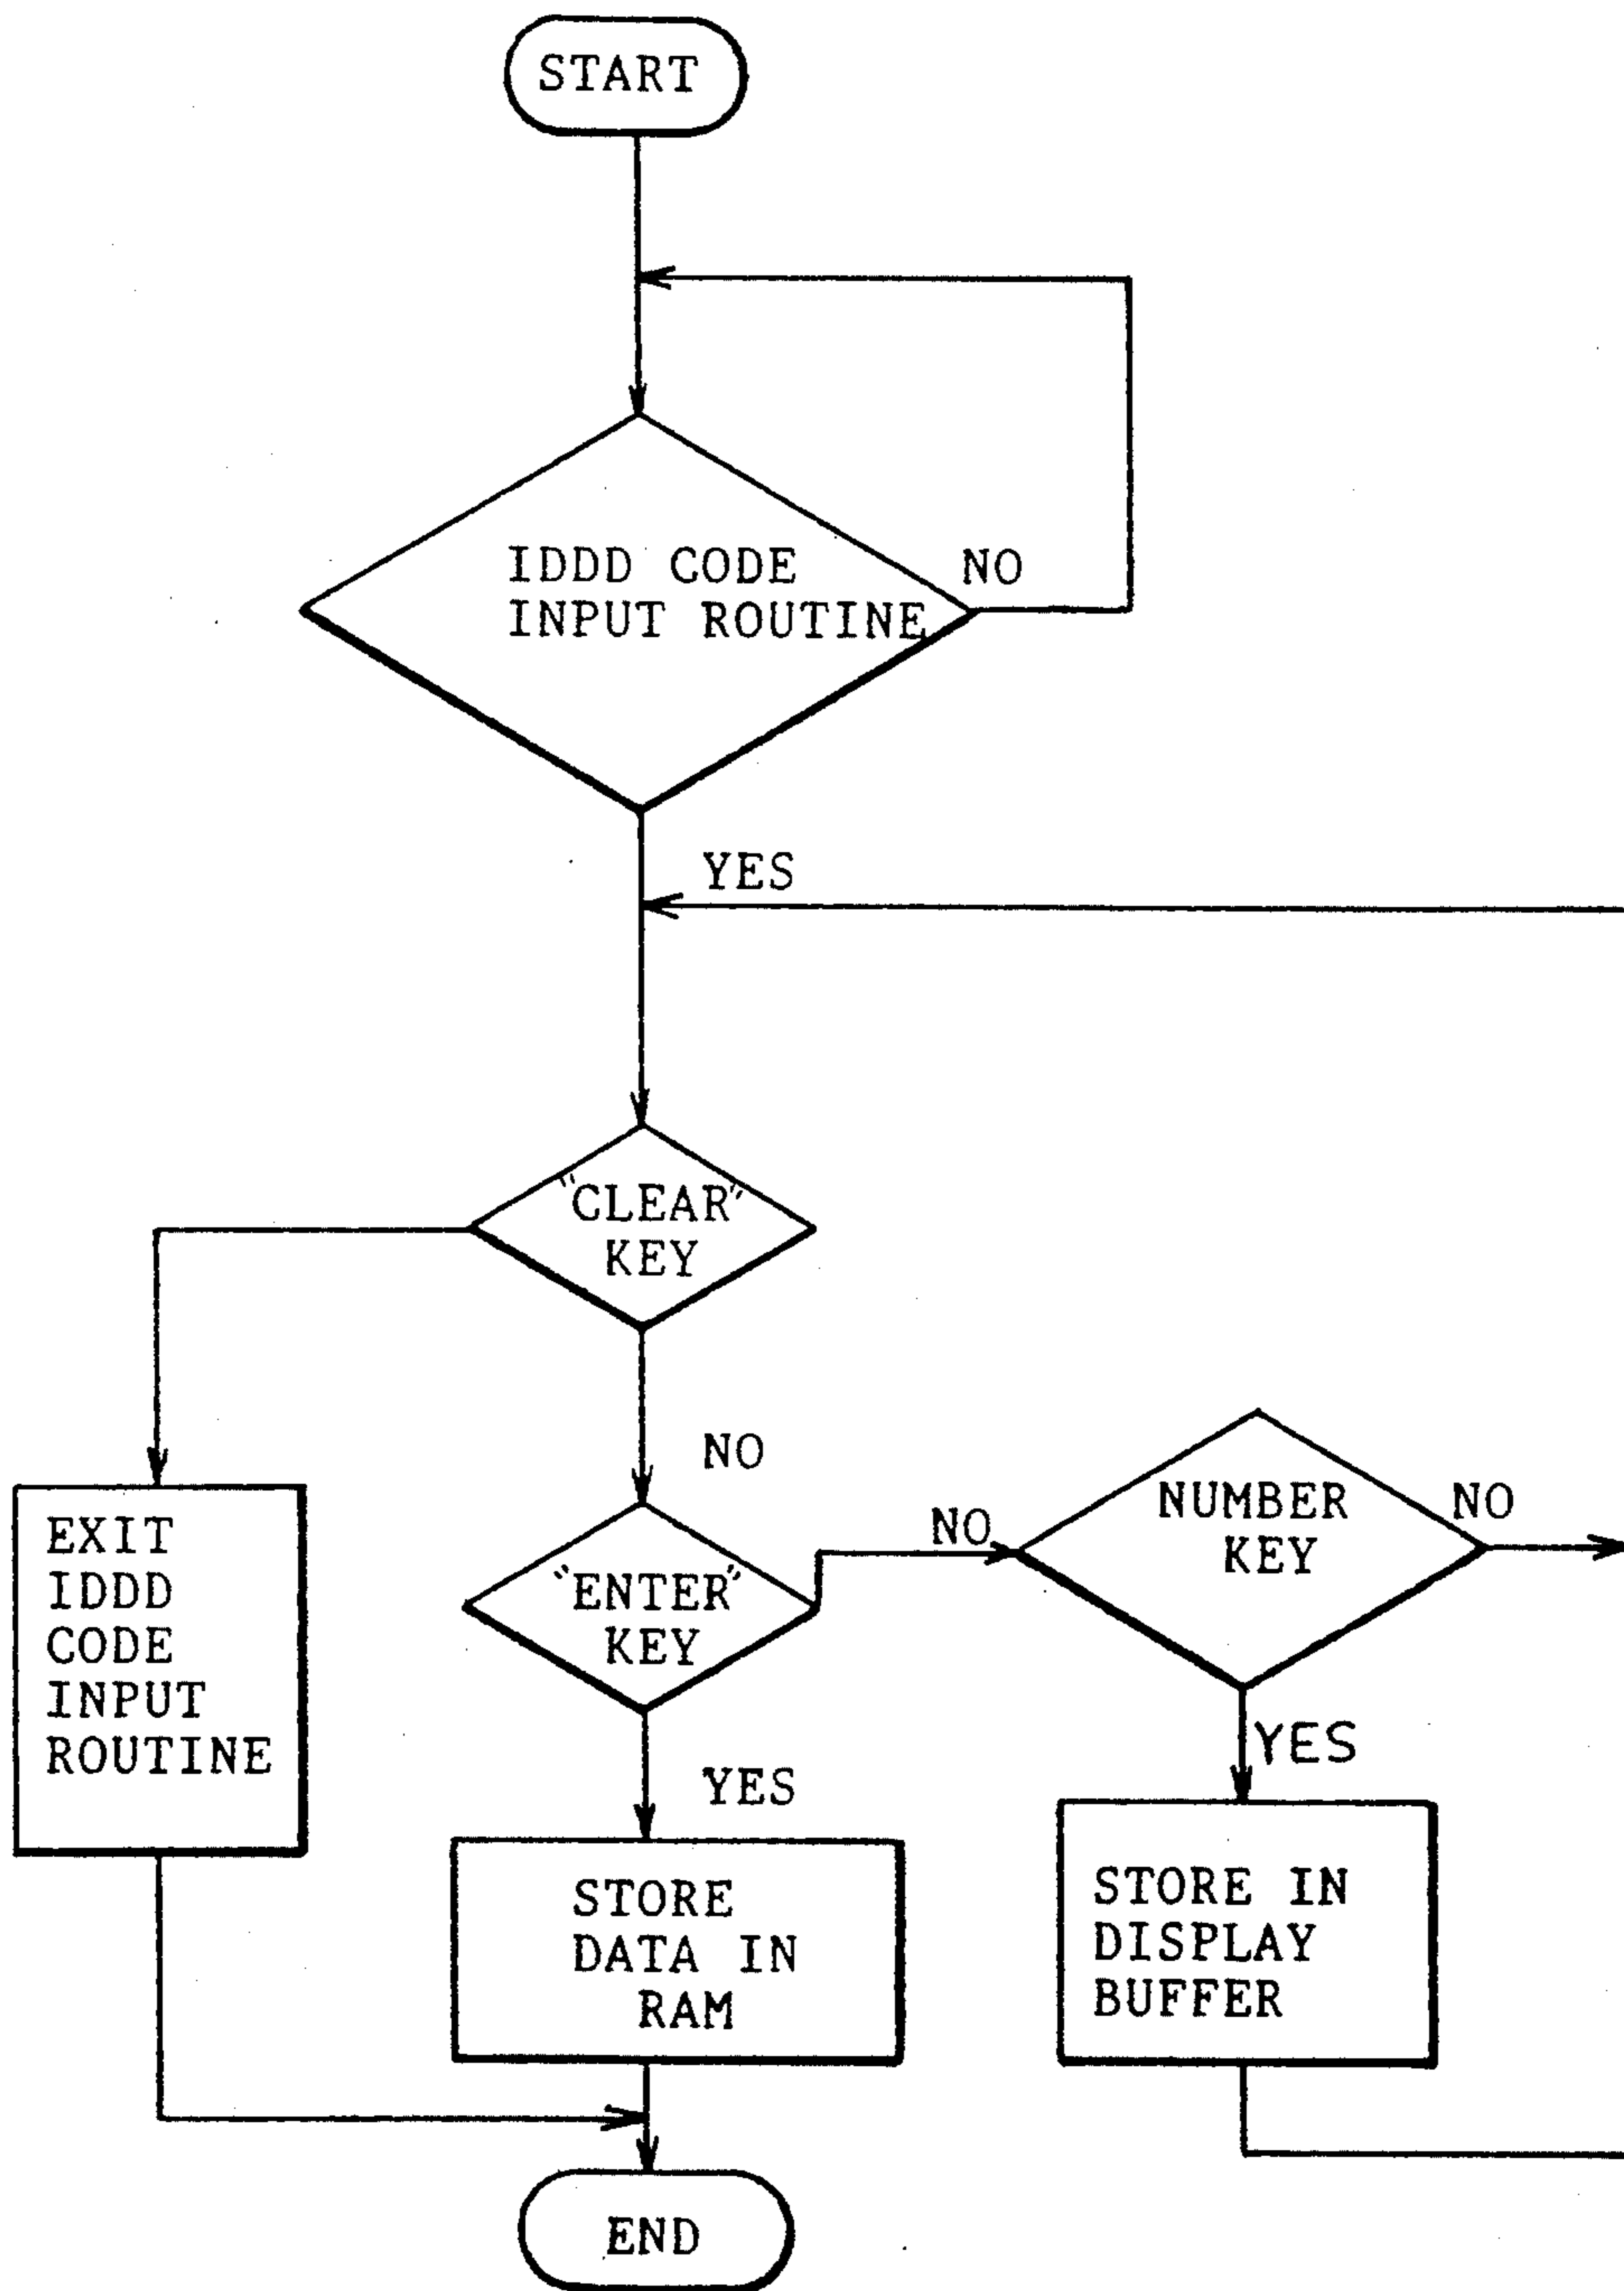 START
IDDD CODE
INPUT ROUTINE
NO
YES
"CLEAR"
KEY
NO
EXIT
IDDD
CODE
INPUT
ROUTINE
"ENTER"
KEY
NO
NUMBER
KEY
NO
YES
YES
STORE
DATA IN
RAM
STORE IN
DISPLAY
BUFFER
END